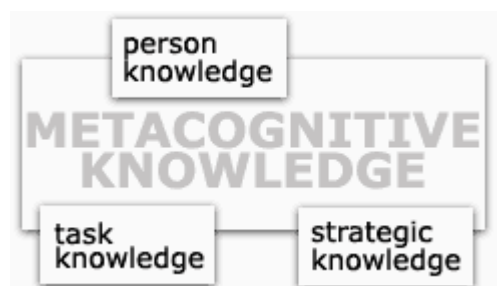 person
knowledge
METACOGNITIVE
KNOWLEDGE
task
knowledge
strategic
knowledge